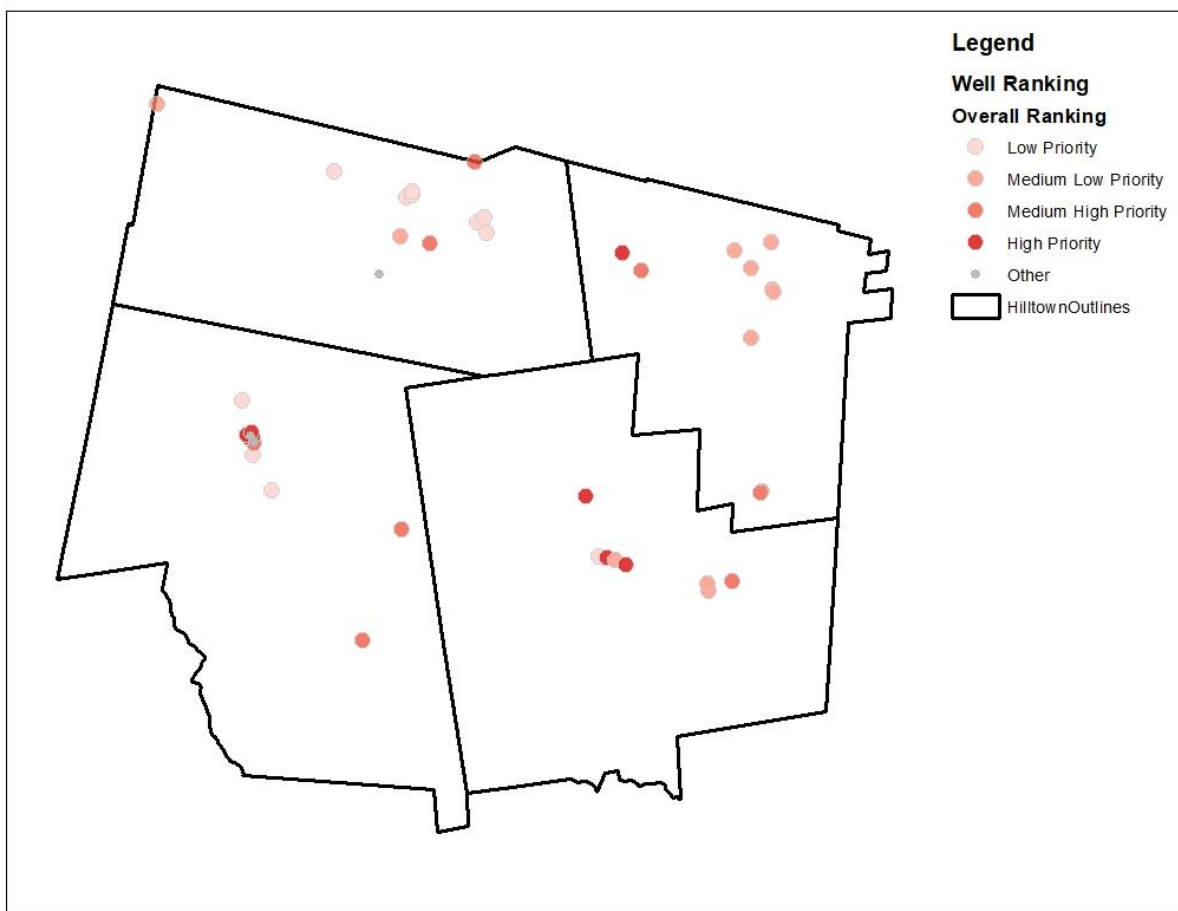 Legend
Well Ranking
Overall Ranking
Low Priority
Medium Low Priority
Medium High Priority
High Priority
Other
HilltownOutlines